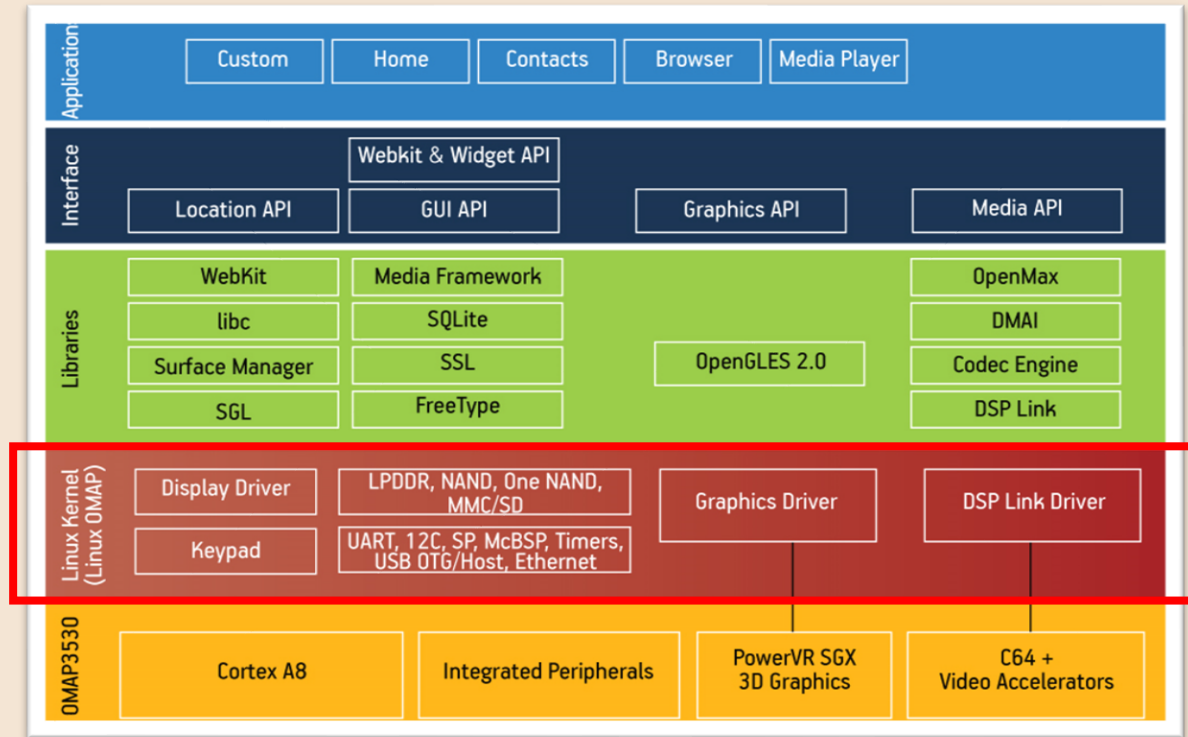 Application
Custom
Home
Contacts
Browser
Media Player
Interface
Webkit & Widget API
Location API
GUI API
Graphics API
Media API
Libraries
WebKit
Media Framework
OpenMax
libc
SQLite
DMAI
Surface Manager
SSL
OpenGLES 2.0
Codec Engine
SGL
FreeType
DSP Link
Linux Kernel
(Linux OMAP)
Display Driver
LPDDR, NAND, One NAND,
MMC/SD
Graphics Driver
DSP Link Driver
Keypad
UART, 12C, SP, McBSP, Timers,
USB OTG/Host, Ethernet
OMAP3530
Cortex A8
Integrated Peripherals
PowerVR SGX
3D Graphics
C64 +
Video Accelerators